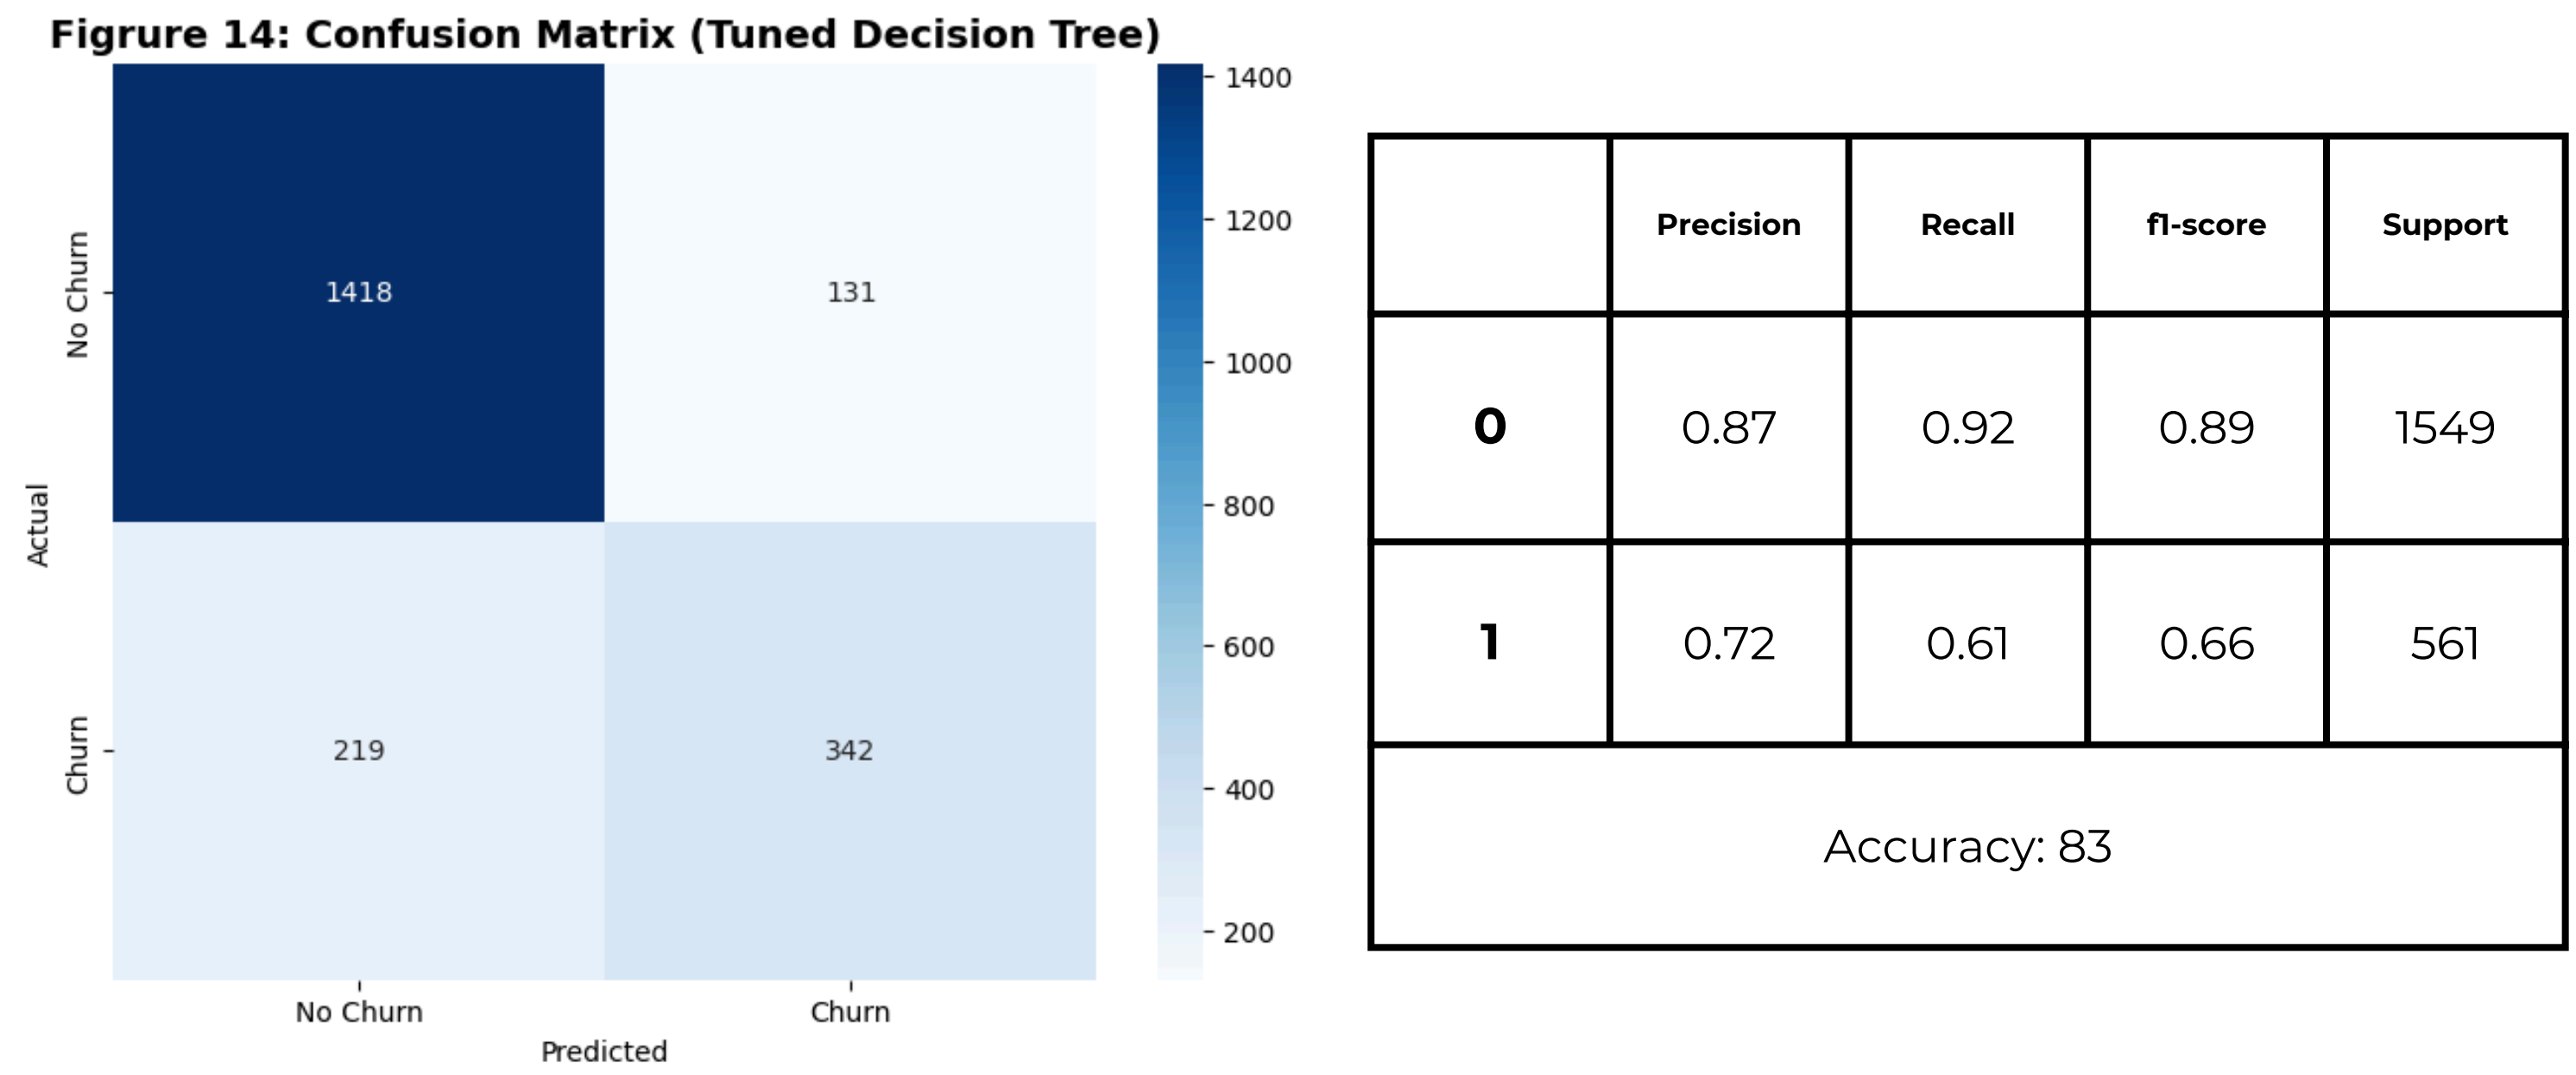 Figrure 14: Confusion Matrix (Tuned Decision Tree)
Actual
No Churn
Churn
1418
131
219
342
No Churn
Churn
Predicted
1400
1200
1000
800
600
400
200
Precision Recall f1-score Support
0 0.87 0.92 0.89 1549
1 0.72 0.61 0.66 561
Accuracy: 83